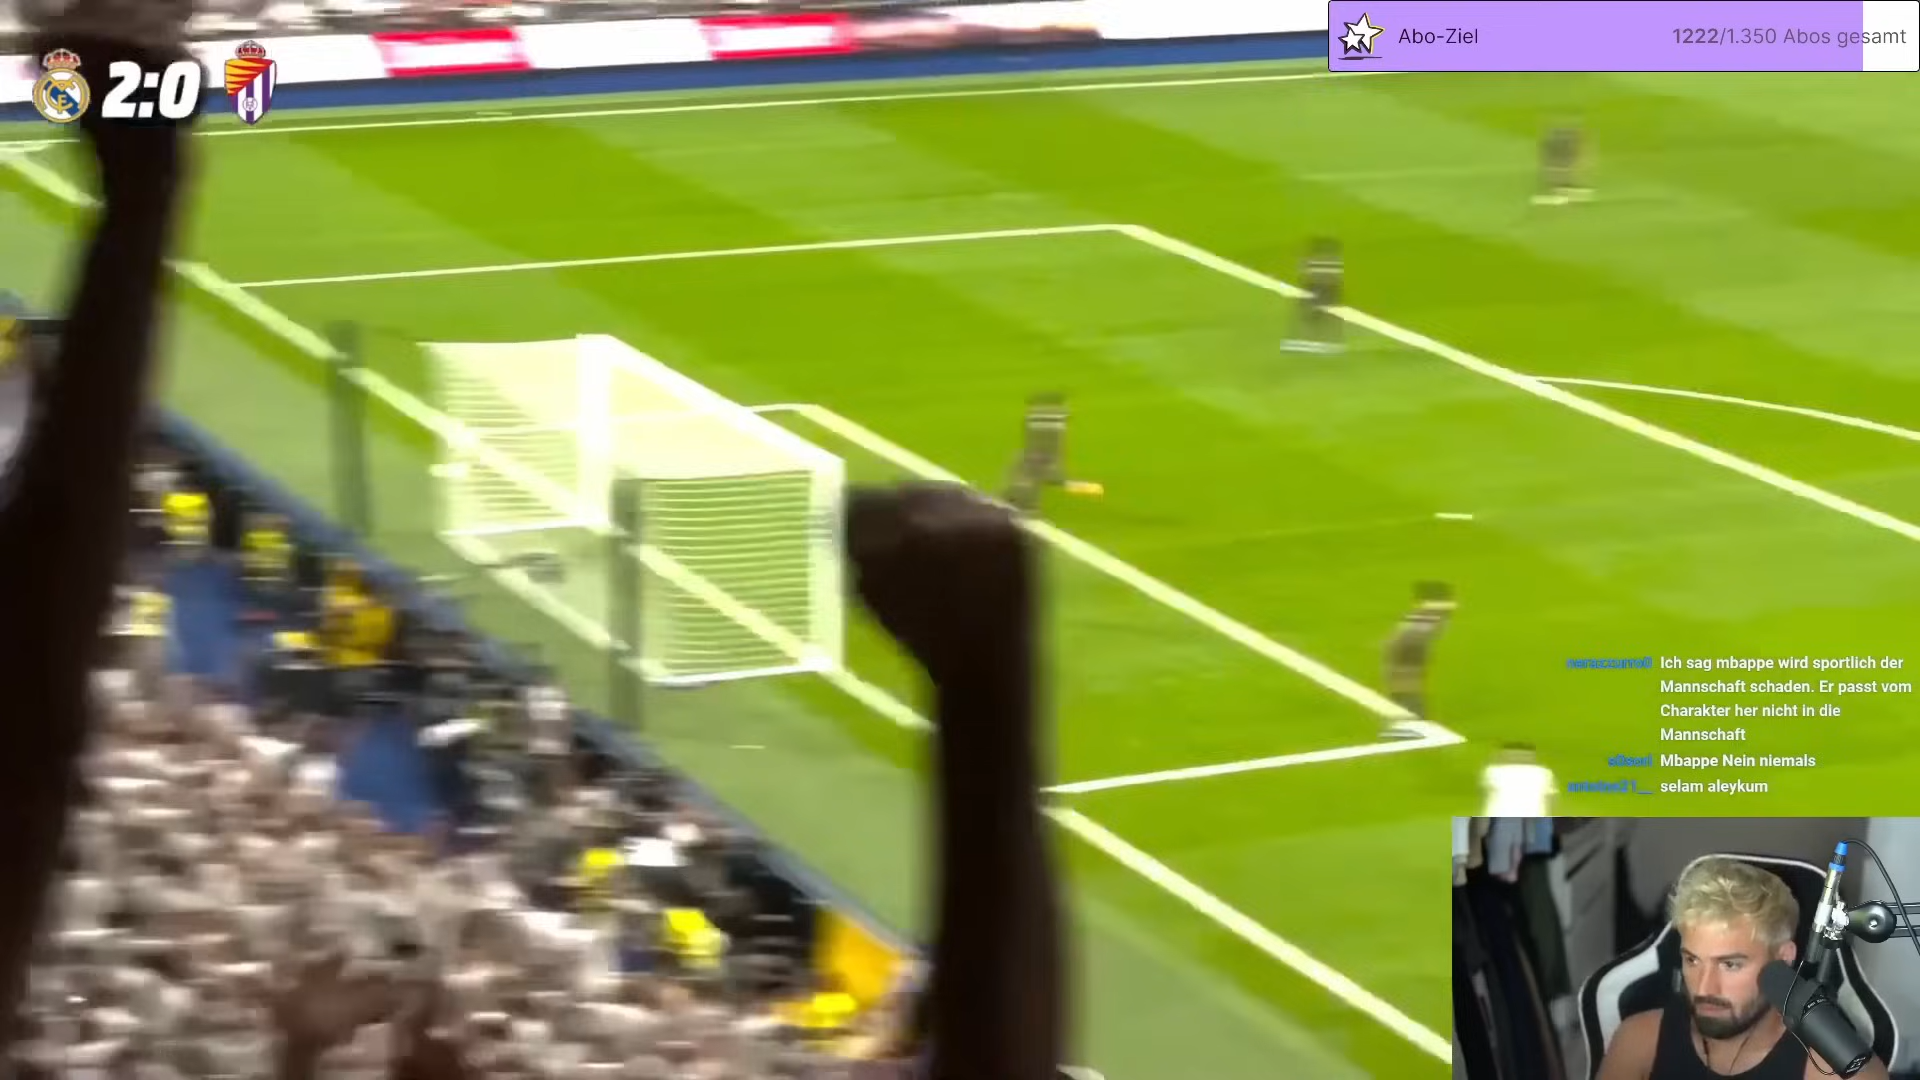 2:0
Abo-Ziel
1222/1.350 Abos gesamt
Ich sag mbappe wird sportlich der
Mannschaft schaden. Er passt vom
Charakter her nicht in die
Mannschaft
Mbappe Nein niemals
selam aleykum